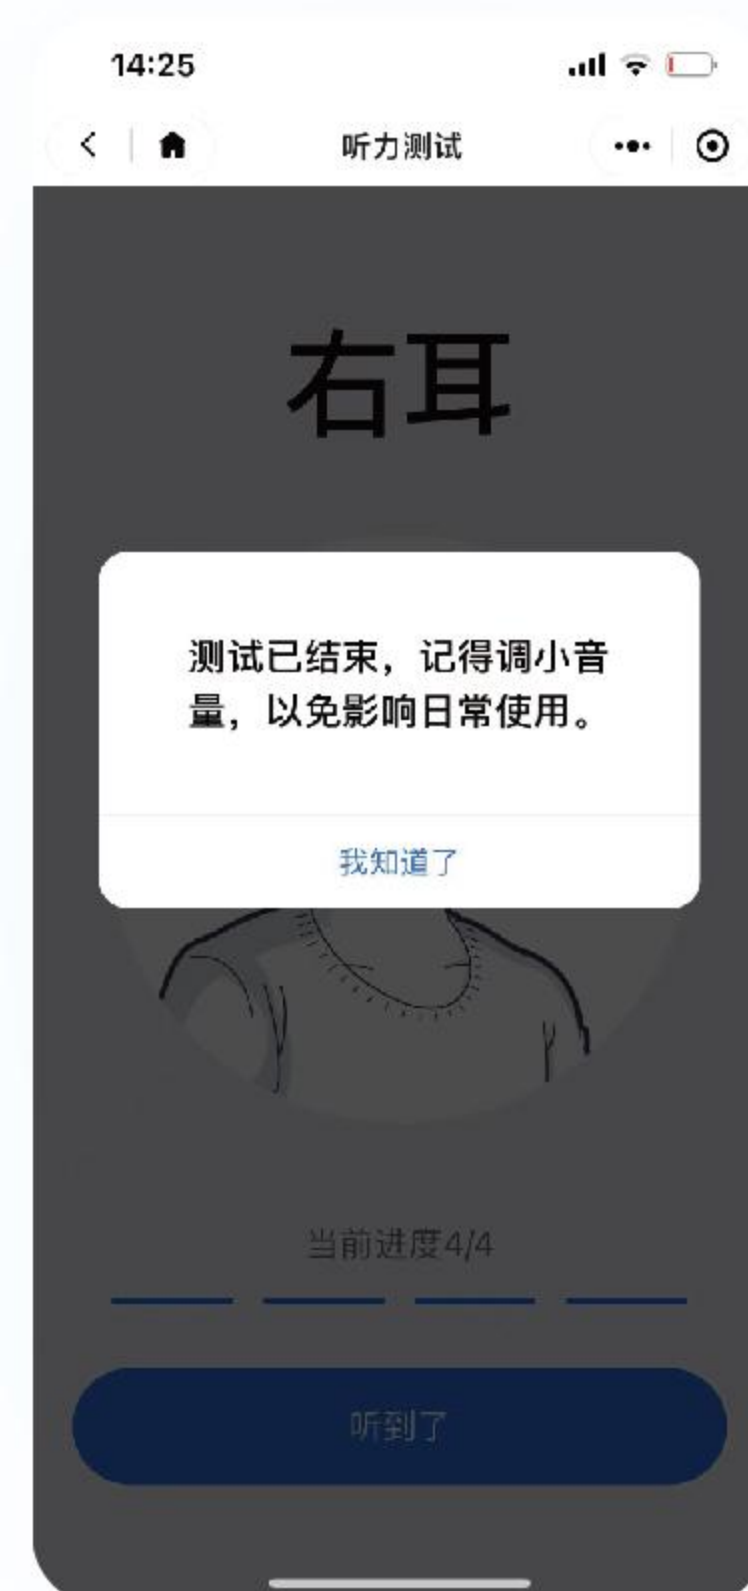 14:25
听力测试
右耳
测试已结束，记得调小音
量，以免影响日常使用。
我知道了
当前进度4/4
听到了